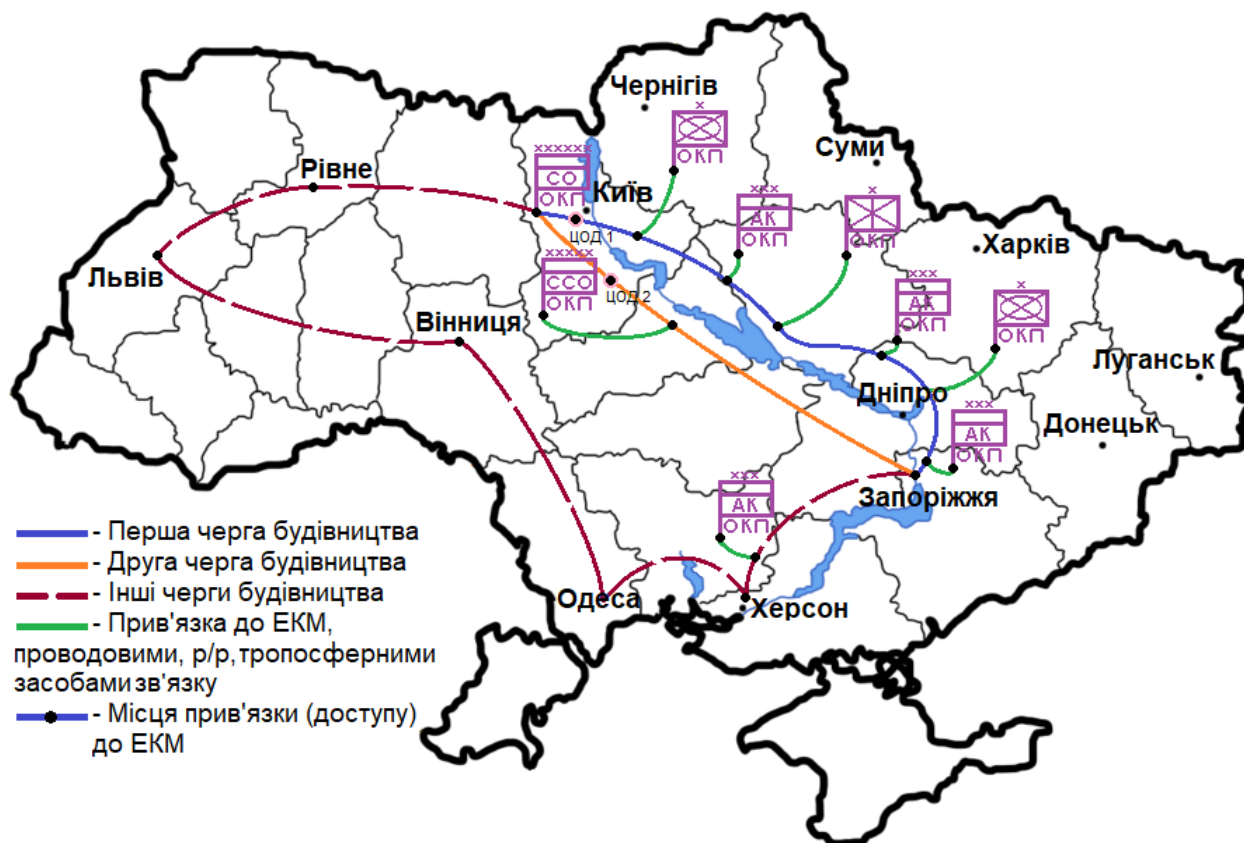 Чернігів
×
ОКП
Суми
Рівне
××××××
СО
ОКП
Київ
ЦОД 1
×××
АК
ОКП
×
ОКП
Харків
Львів
×××××
ССО
ОКП
ЦОД 2
×××
АК
ОКП
×
ОКП
Вінниця
Луганськ
Дніпро
×××
АК
ОКП
Донецьк
Запоріжжя
×××
АК
ОКП
Одеса
Херсон
- Перша черга будівництва
- Друга черга будівництва
- Інші черги будівництва
- Прив'язка до ЕКМ,
проводовими, р/р,тропосферними
засобами зв'язку
- Місця прив'язки (доступу)
до ЕКМ